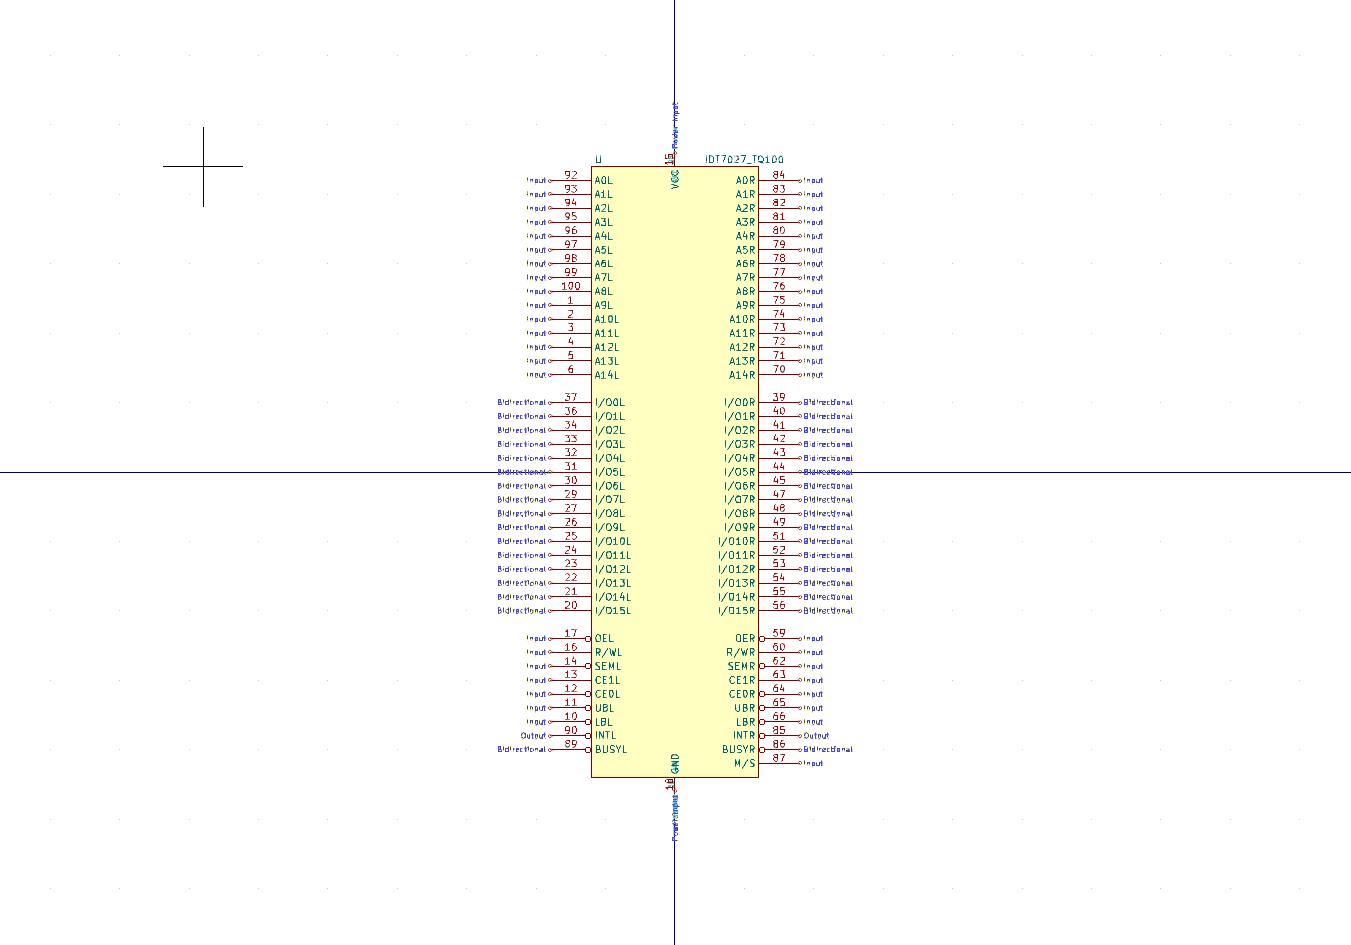 Power Input
15
U IDT7027_TQ100
VCC
Input 92 A0L A0R 84 Input
Input 93 A1L A1R 83 Input
Input 94 A2L A2R 82 Input
Input 95 A3L A3R 81 Input
Input 96 A4L A4R 80 Input
Input 97 A5L A5R 79 Input
Input 98 A6L A6R 78 Input
Input 99 A7L A7R 77 Input
Input 100 A8L A8R 76 Input
Input 1 A9L A9R 75 Input
Input 2 A10L A10R 74 Input
Input 3 A11L A11R 73 Input
Input 4 A12L A12R 72 Input
Input 5 A13L A13R 71 Input
Input 6 A14L A14R 70 Input
Bidirectional 37 I/O0L I/O0R 39 Bidirectional
Bidirectional 36 I/O1L I/O1R 40 Bidirectional
Bidirectional 34 I/O2L I/O2R 41 Bidirectional
Bidirectional 33 I/O3L I/O3R 42 Bidirectional
Bidirectional 32 I/O4L I/O4R 43 Bidirectional
Bidirectional 31 I/O5L I/O5R 44 Bidirectional
Bidirectional 30 I/O6L I/O6R 45 Bidirectional
Bidirectional 29 I/O7L I/O7R 47 Bidirectional
Bidirectional 27 I/O8L I/O8R 48 Bidirectional
Bidirectional 26 I/O9L I/O9R 49 Bidirectional
Bidirectional 25 I/O10L I/O10R 51 Bidirectional
Bidirectional 24 I/O11L I/O11R 52 Bidirectional
Bidirectional 23 I/O12L I/O12R 53 Bidirectional
Bidirectional 22 I/O13L I/O13R 54 Bidirectional
Bidirectional 21 I/O14L I/O14R 55 Bidirectional
Bidirectional 20 I/O15L I/O15R 56 Bidirectional
Input 17 OEL OER 59 Input
Input 16 R/WL R/WR 60 Input
Input 14 SEML SEMR 62 Input
Input 13 CE1L CE1R 63 Input
Input 12 CE0L CE0R 64 Input
Input 11 UBL UBR 65 Input
Input 10 LBL LBR 66 Input
Output 90 INTL INTR 85 Output
Bidirectional 89 BUSYL BUSYR 86 Bidirectional
M/S 87 Input
GND